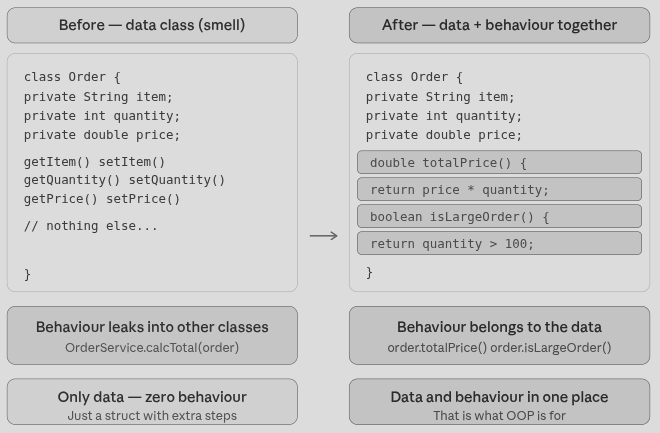 Before — data class (smell)
class Order {
private String item;
private int quantity;
private double price;
getItem() setItem()
getQuantity() setQuantity()
getPrice() setPrice()
// nothing else...
}
Behaviour leaks into other classes
OrderService.calcTotal(order)
Only data — zero behaviour
Just a struct with extra steps
After — data + behaviour together
class Order {
private String item;
private int quantity;
private double price;
double totalPrice() {
return price * quantity;
boolean isLargeOrder() {
return quantity > 100;
}
Behaviour belongs to the data
order.totalPrice() order.isLargeOrder()
Data and behaviour in one place
That is what OOP is for